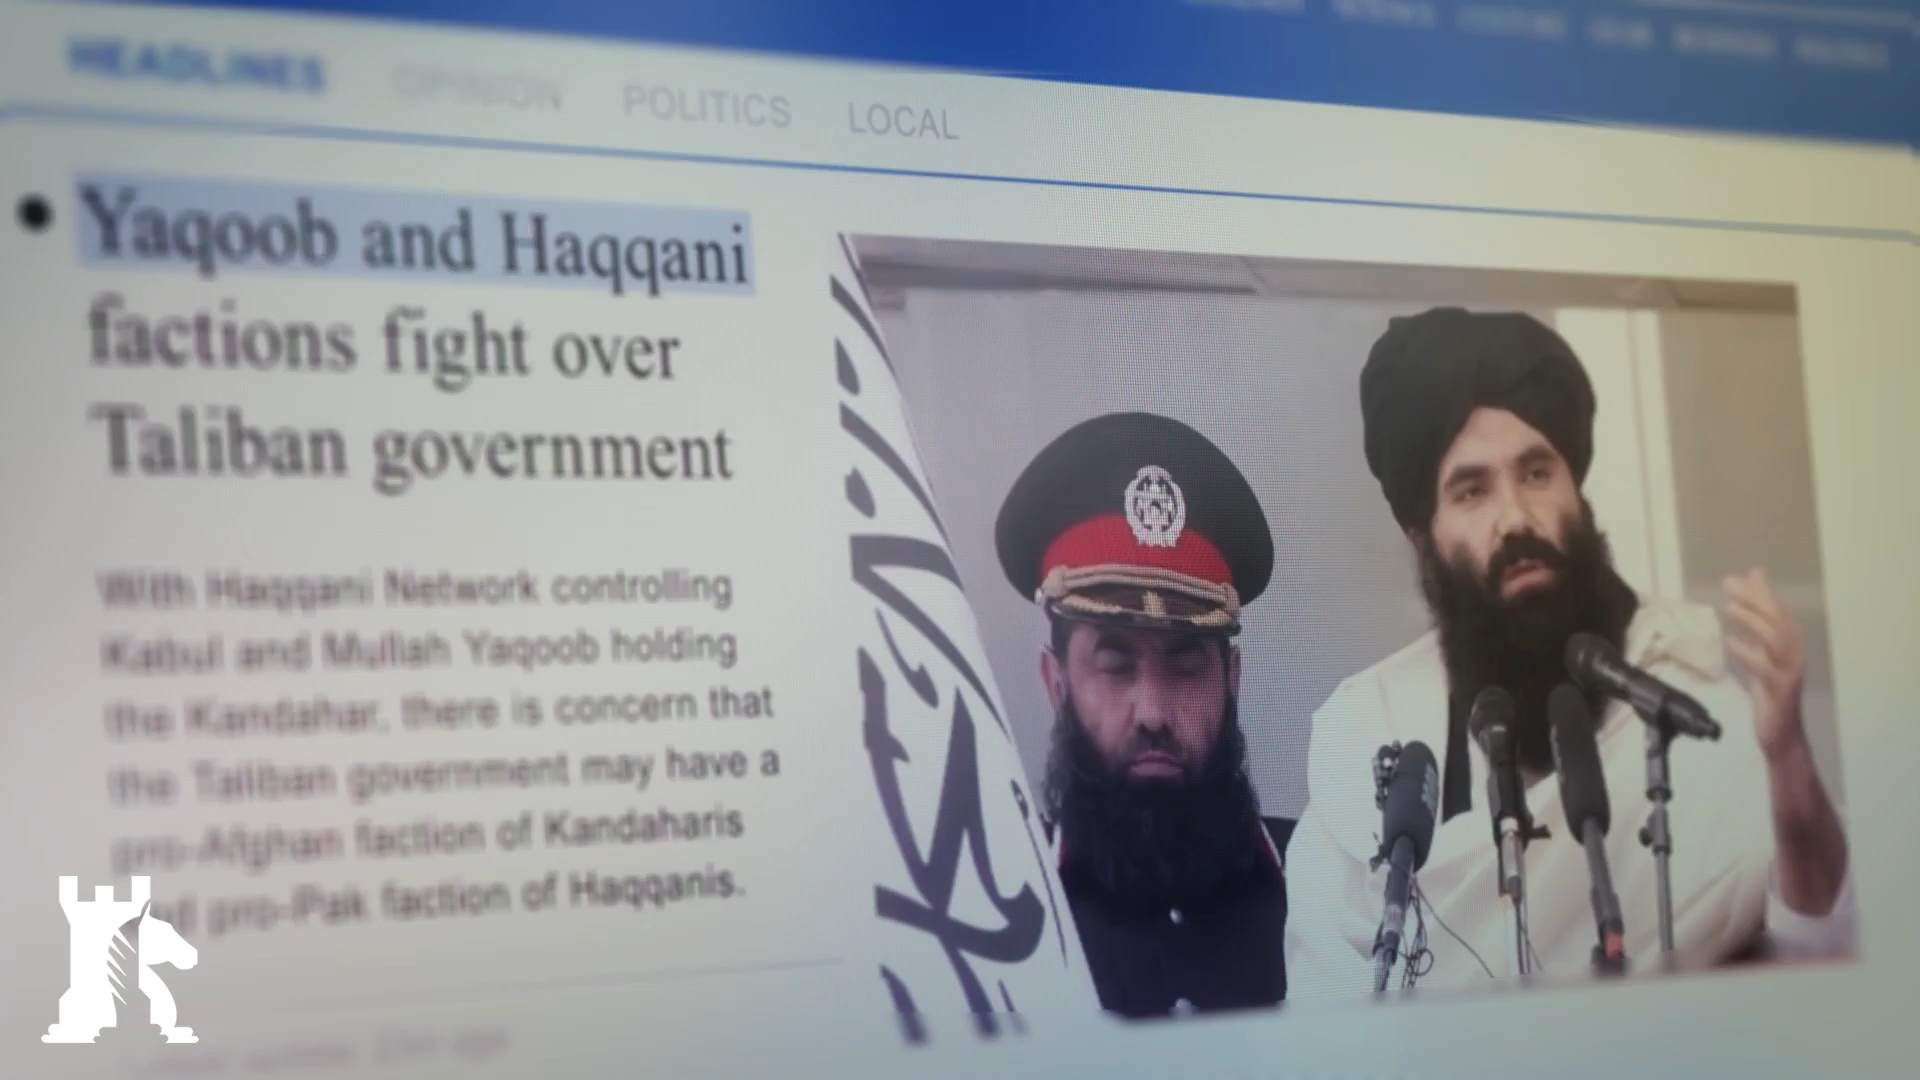 HEADLINES OPINION POLITICS LOCAL
Yaqoob and Haqqani
factions fight over
Taliban government
With Haqqani Network controlling
Kabul and Mullah Yaqoob holding
the Kandahar, there is concern that
the Taliban government may have a
pro-Afghan faction of Kandaharis
pro-Pak faction of Haqqanis.